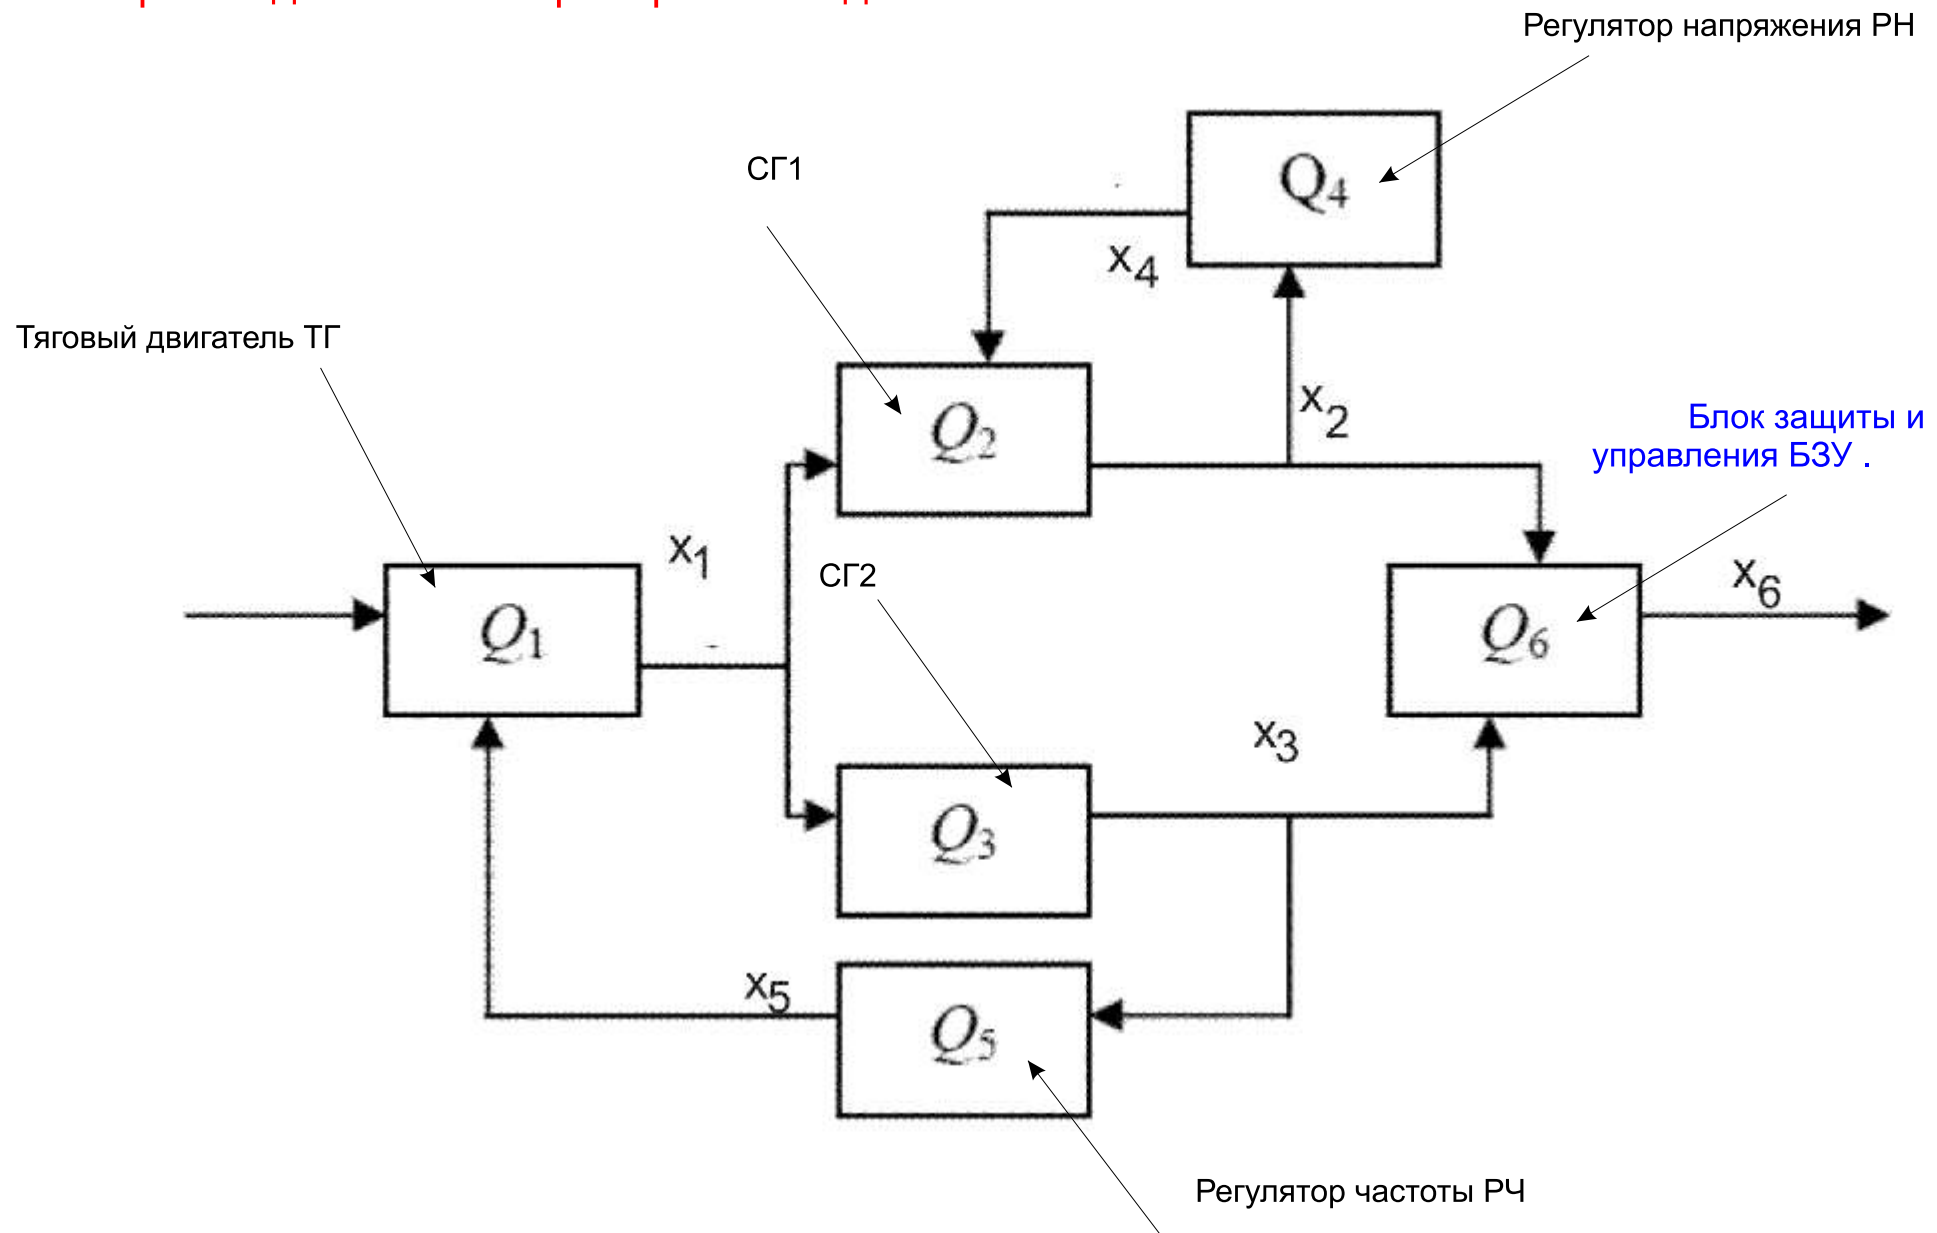 Регулятор напряжения РН
Q4
СГ1
x4
Тяговый двигатель ТГ
x2
Блок защиты и
управления БЗУ .
Q2
x1
СГ2
x6
Q1
Q6
x3
Q3
x5
Q5
Регулятор частоты РЧ